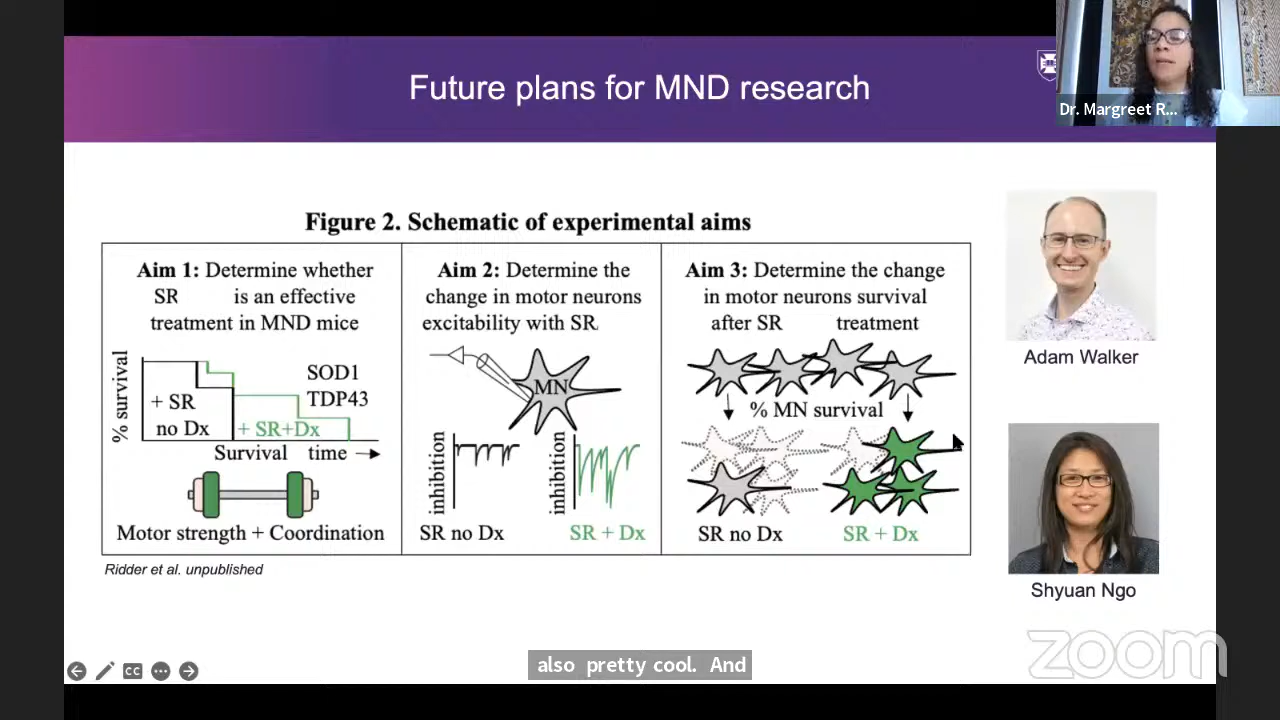 Future plans for MND research
Dr. Margreet R...
Figure 2. Schematic of experimental aims
Aim 1: Determine whether
SR is an effective
treatment in MND mice
% survival
SOD1
TDP43
+ SR
no Dx
+ SR+Dx
Survival time
Motor strength + Coordination
Aim 2: Determine the
change in motor neurons
excitability with SR.
MN
inhibition
inhibition
SR no Dx
SR + Dx
Aim 3: Determine the change
in motor neurons survival
after SR treatment
% MN survival
SR no Dx
SR + Dx
Ridder et al. unpublished
Adam Walker
Shyuan Ngo
CC
also pretty cool. And
zoom